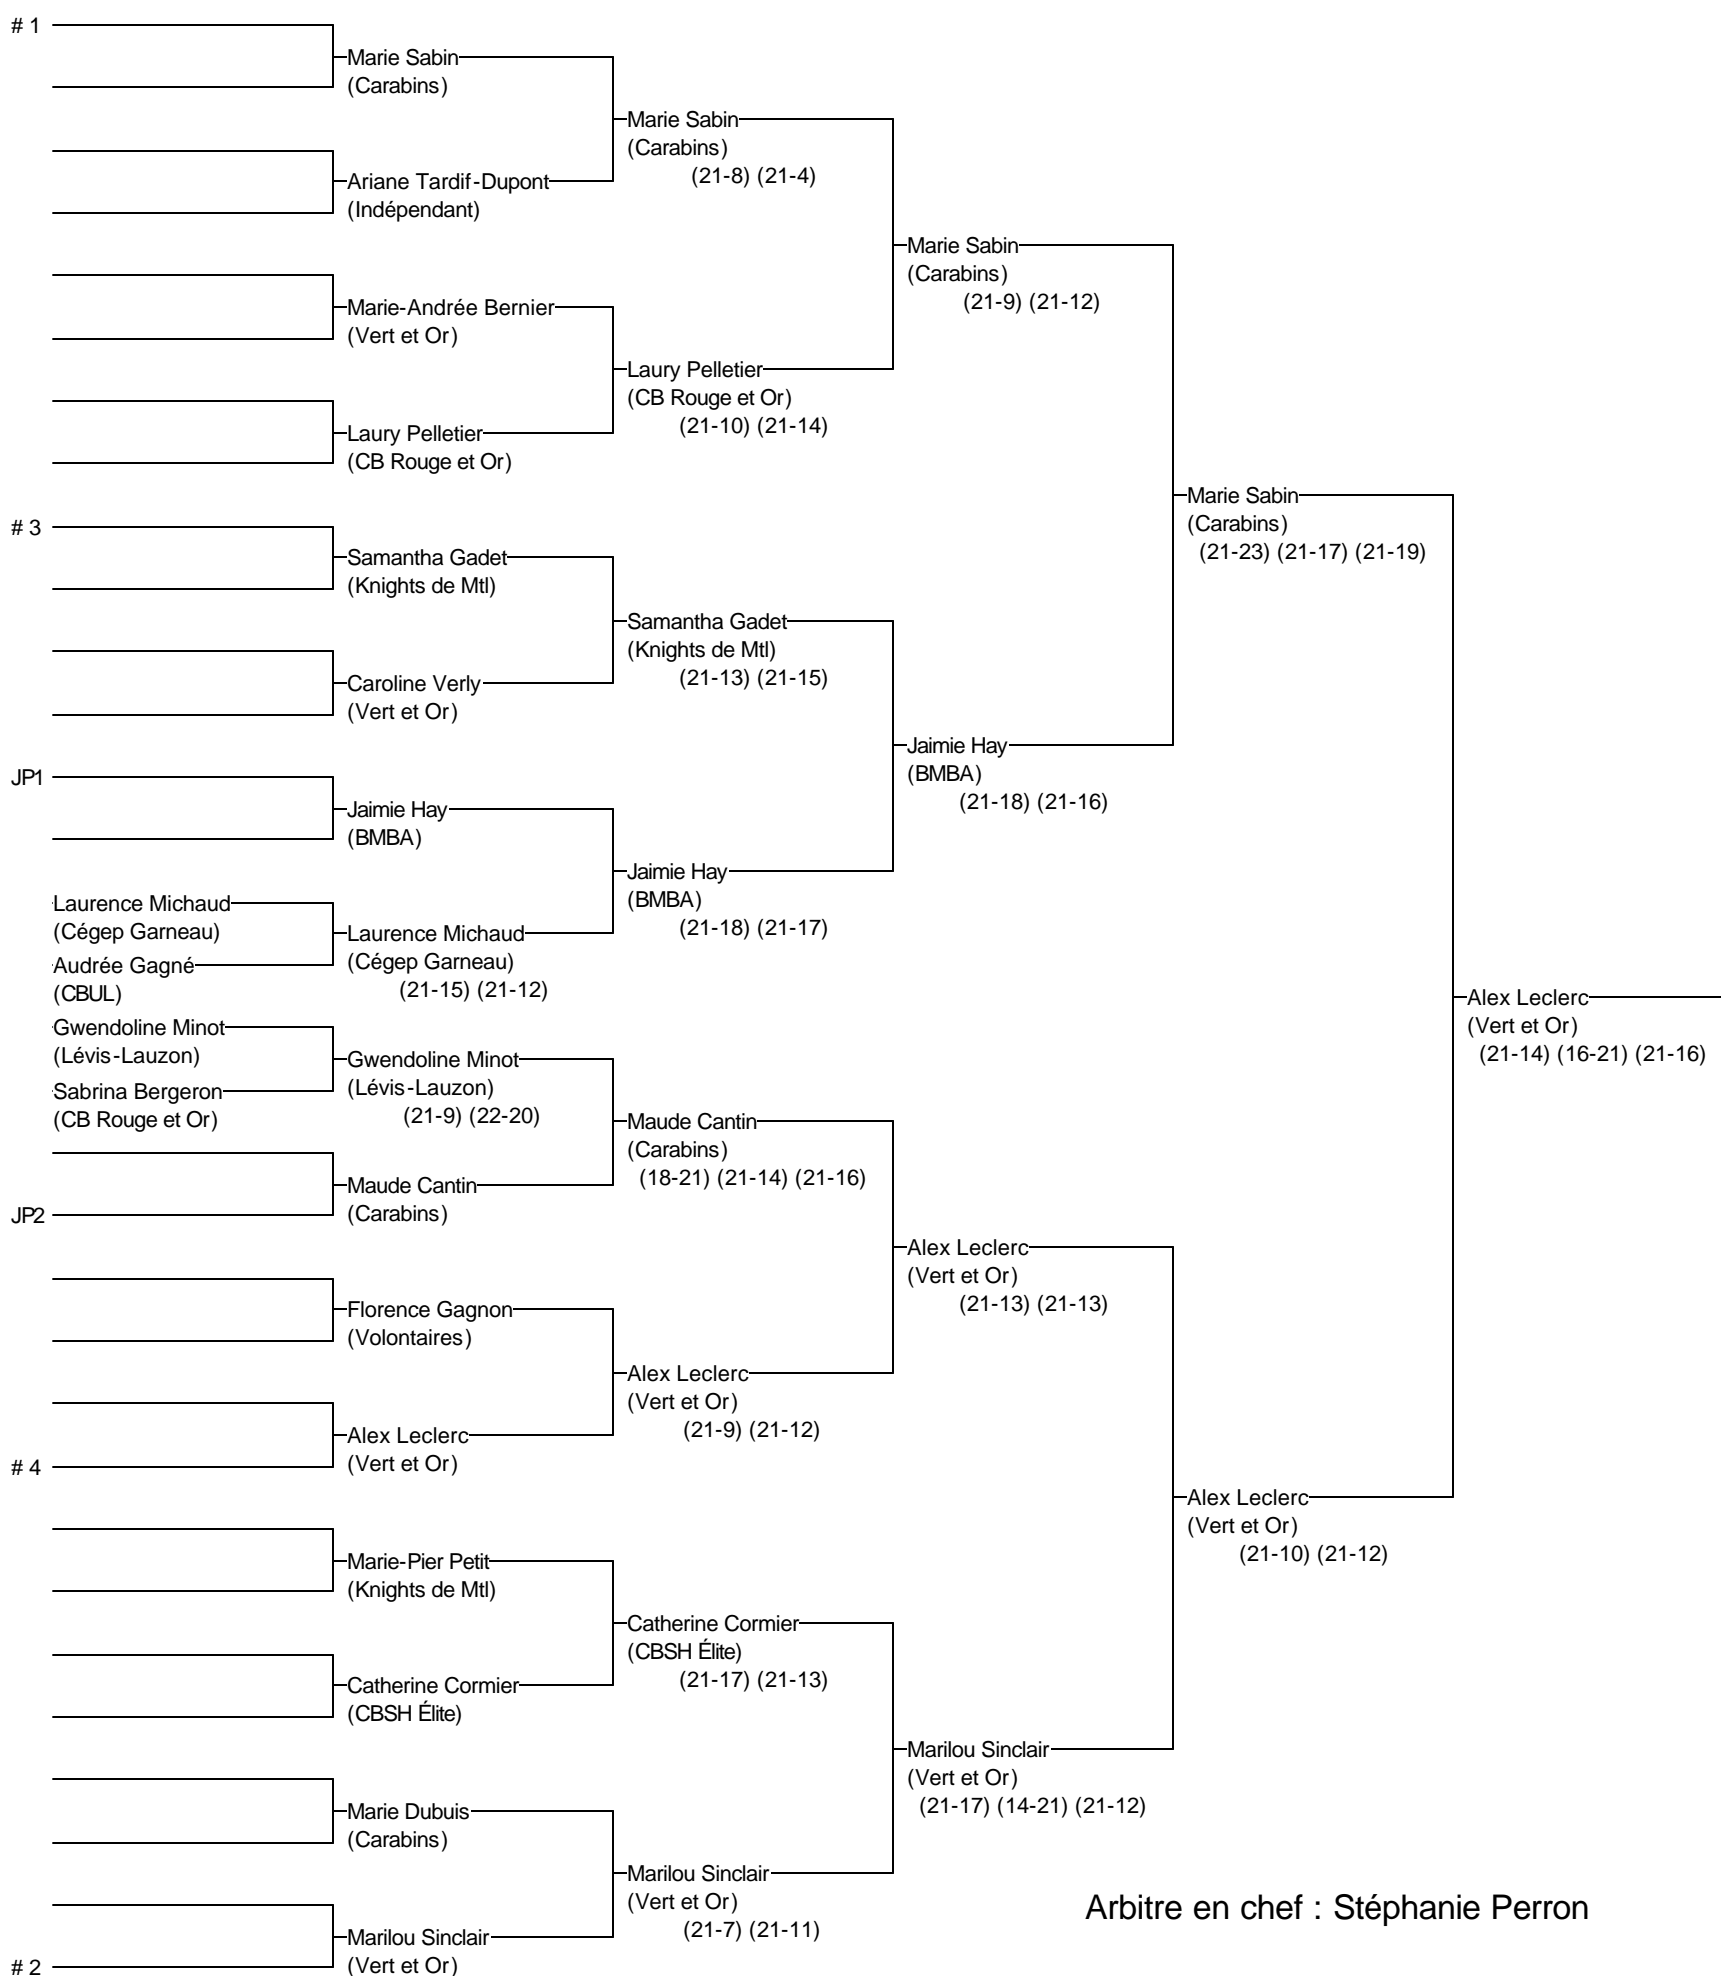 # 1
Marie Sabin
(Carabins)
Marie Sabin
(Carabins)
(21-8) (21-4)
Ariane Tardif-Dupont
(Indépendant)
Marie Sabin
(Carabins)
(21-9) (21-12)
Marie-Andrée Bernier
(Vert et Or)
Laury Pelletier
(CB Rouge et Or)
(21-10) (21-14)
Laury Pelletier
(CB Rouge et Or)
Marie Sabin
(Carabins)
(21-23) (21-17) (21-19)
# 3
Samantha Gadet
(Knights de Mtl)
Samantha Gadet
(Knights de Mtl)
(21-13) (21-15)
Caroline Verly
(Vert et Or)
Jaimie Hay
(BMBA)
(21-18) (21-16)
JP1
Jaimie Hay
(BMBA)
Jaimie Hay
(BMBA)
(21-18) (21-17)
Laurence Michaud
(Cégep Garneau)
Laurence Michaud
(Cégep Garneau)
(21-15) (21-12)
Audrée Gagné
(CBUL)
Alex Leclerc
(Vert et Or)
(21-14) (16-21) (21-16)
Gwendoline Minot
(Lévis-Lauzon)
Gwendoline Minot
(Lévis-Lauzon)
(21-9) (22-20)
Sabrina Bergeron
(CB Rouge et Or)
Maude Cantin
(Carabins)
(18-21) (21-14) (21-16)
Maude Cantin
(Carabins)
JP2
Alex Leclerc
(Vert et Or)
(21-13) (21-13)
Florence Gagnon
(Volontaires)
Alex Leclerc
(Vert et Or)
(21-9) (21-12)
Alex Leclerc
(Vert et Or)
# 4
Alex Leclerc
(Vert et Or)
(21-10) (21-12)
Marie-Pier Petit
(Knights de Mtl)
Catherine Cormier
(CBSH Élite)
(21-17) (21-13)
Catherine Cormier
(CBSH Élite)
Marilou Sinclair
(Vert et Or)
(21-17) (14-21) (21-12)
Marie Dubuis
(Carabins)
Marilou Sinclair
(Vert et Or)
(21-7) (21-11)
Arbitre en chef : Stéphanie Perron
Marilou Sinclair
(Vert et Or)
# 2